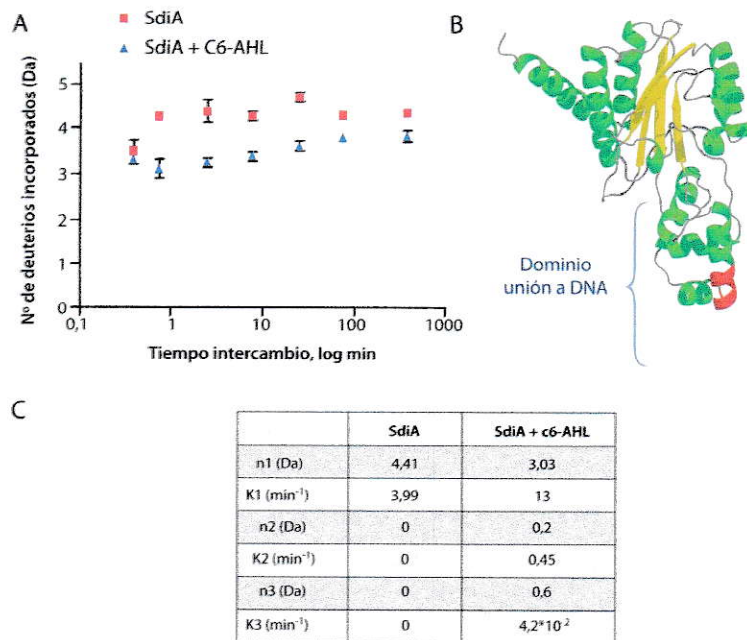 A
SdiA
SdiA + C6-AHL
Nº de deuterios incorporados (Da)
5
4
3
2
1
0
0,1
1
10
100
1000
Tiempo intercambio, log min
B
Dominio
unión a DNA
C
SdiA SdiA + c6-AHL
n1 (Da) 4,41 3,03
K1 (min⁻¹) 3,99 13
n2 (Da) 0 0,2
K2 (min⁻¹) 0 0,45
n3 (Da) 0 0,6
K3 (min⁻¹) 0 4,2*10⁻²